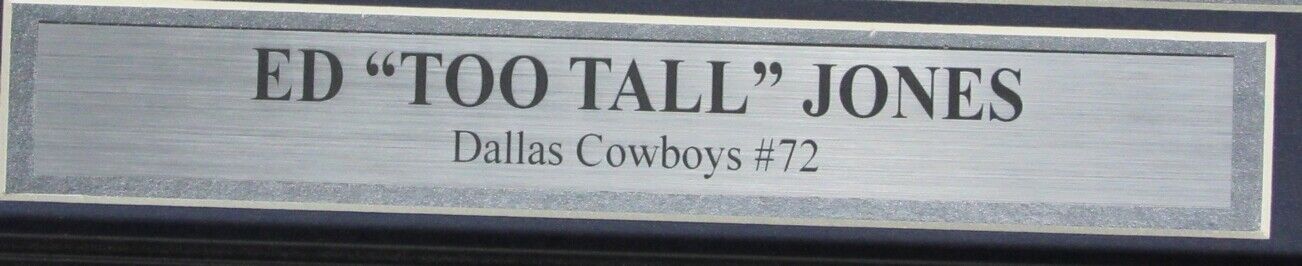 ED “TOO TALL” JONES
Dallas Cowboys #72